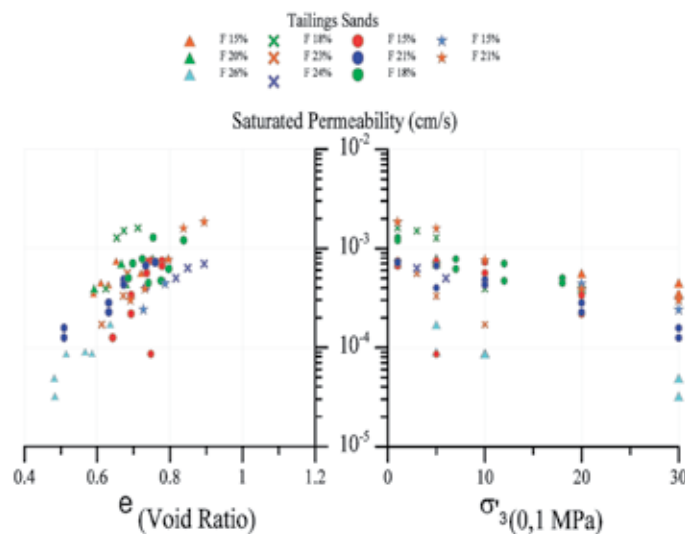 Tailings Sands
F 15% F 18% F 15% F 15%
F 20% F 23% F 21% F 21%
F 26% F 24% F 18%
Saturated Permeability (cm/s)
10-2
10-3
10-4
10-5
0.4 0.6 0.8 1 1.2 0 10 20 30
e (Void Ratio) σ'3(0,1 MPa)